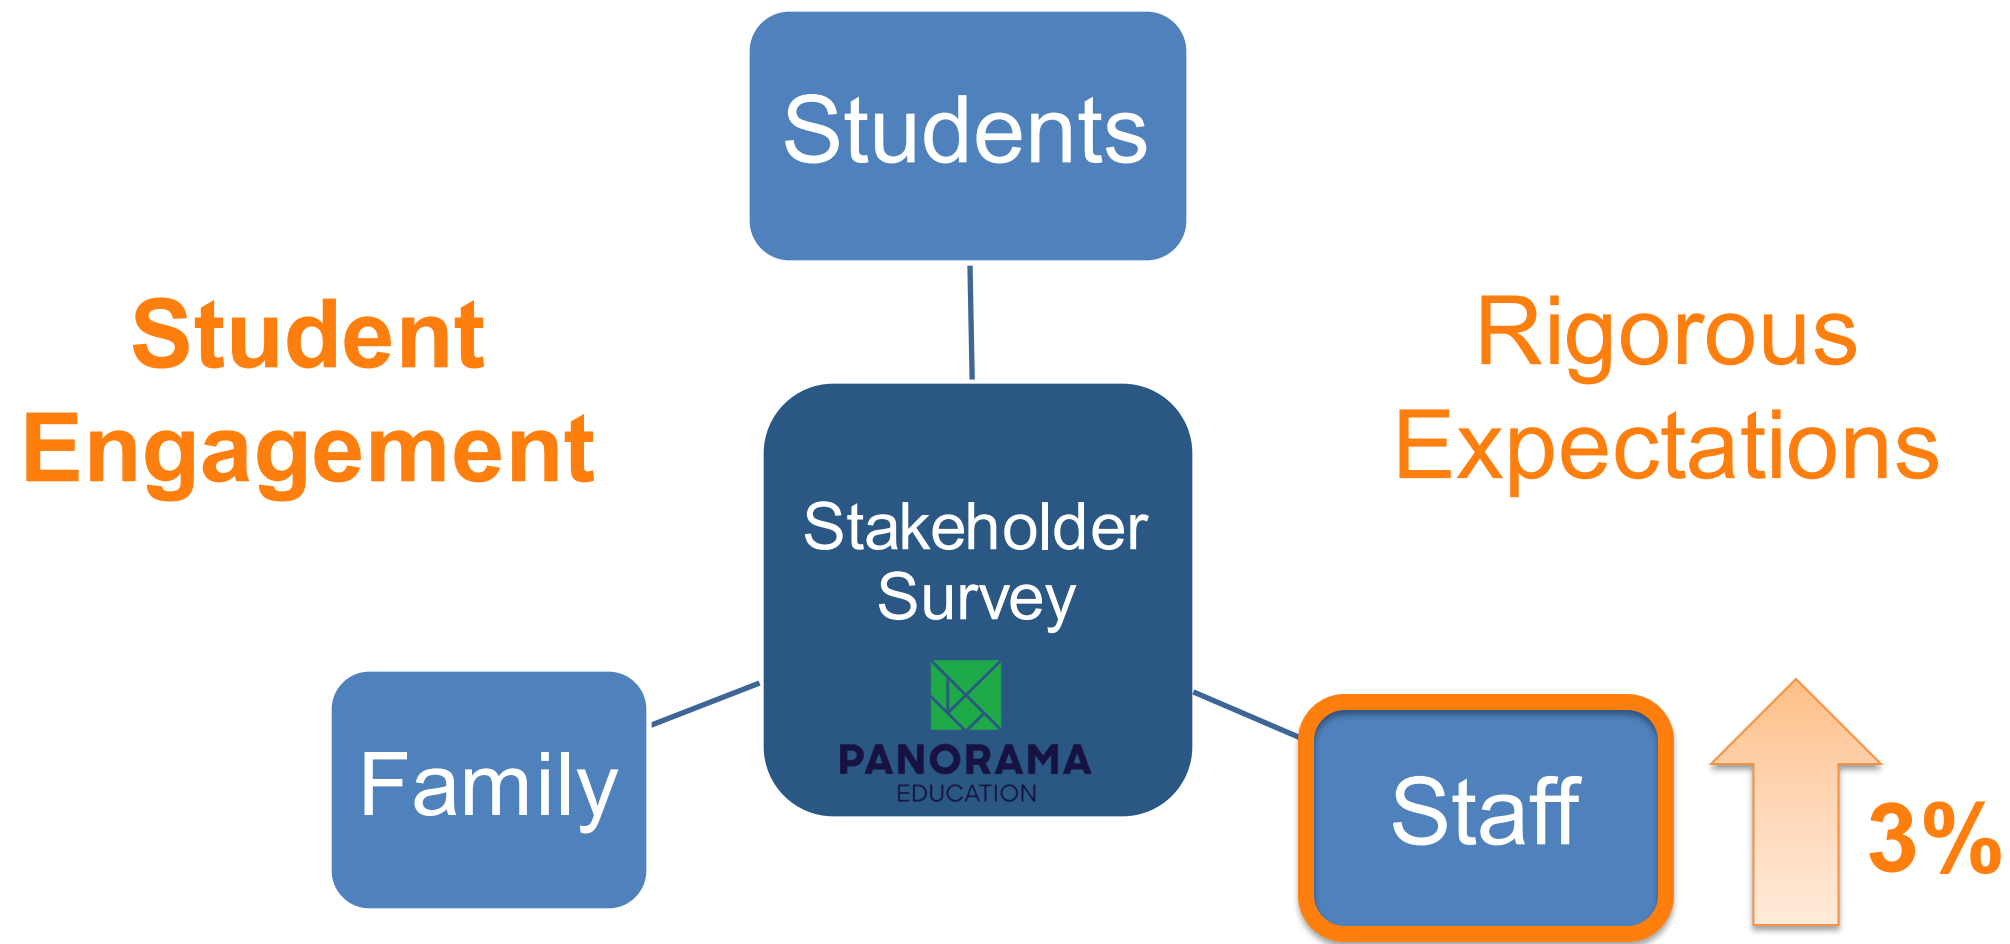 Students
Student
Engagement
Rigorous
Expectations
Stakeholder
Survey
PANORAMA
EDUCATION
Family
Staff
3%